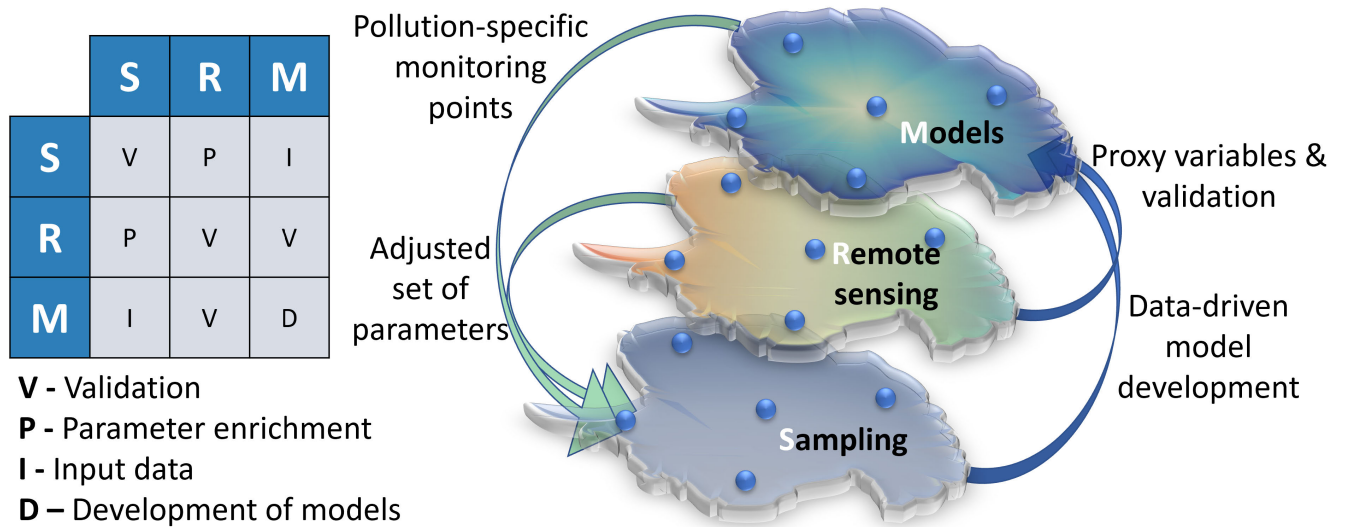 S R M
S V P I
R P V V
M I V D
V - Validation
P - Parameter enrichment
I - Input data
D – Development of models
Pollution-specific
monitoring
points
Adjusted
set of
parameters
Models
Remote
sensing
Sampling
Proxy variables &
validation
Data-driven
model
development